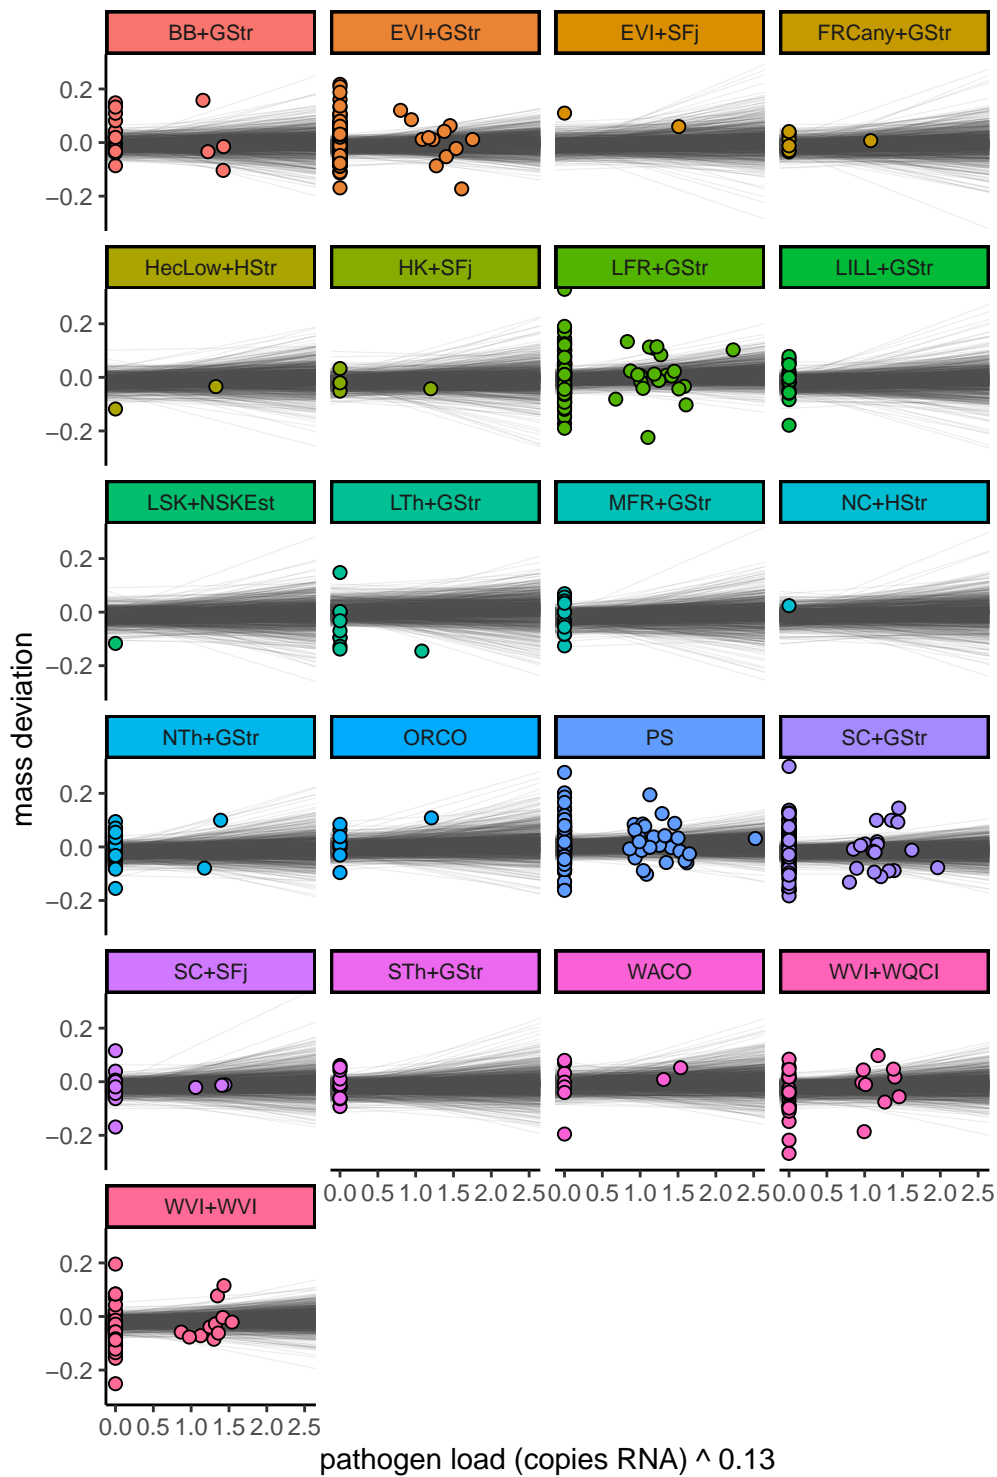 BB+GStr EVI+GStr EVI+SFj FRCany+GStr
0.2
0.0
−0.2
HecLow+HStr HK+SFj LFR+GStr LILL+GStr
0.2
0.0
−0.2
LSK+NSKEst LTh+GStr MFR+GStr NC+HStr
0.2
0.0
−0.2
mass deviation
NTh+GStr ORCO PS SC+GStr
0.2
0.0
−0.2
SC+SFj STh+GStr WACO WVI+WQCI
0.2
0.0
−0.2
0.0 0.5 1.0 1.5 2.0 2.5 0.0 0.5 1.0 1.5 2.0 2.5 0.0 0.5 1.0 1.5 2.0 2.5
WVI+WVI
0.2
0.0
−0.2
0.0 0.5 1.0 1.5 2.0 2.5
pathogen load (copies RNA) ^ 0.13